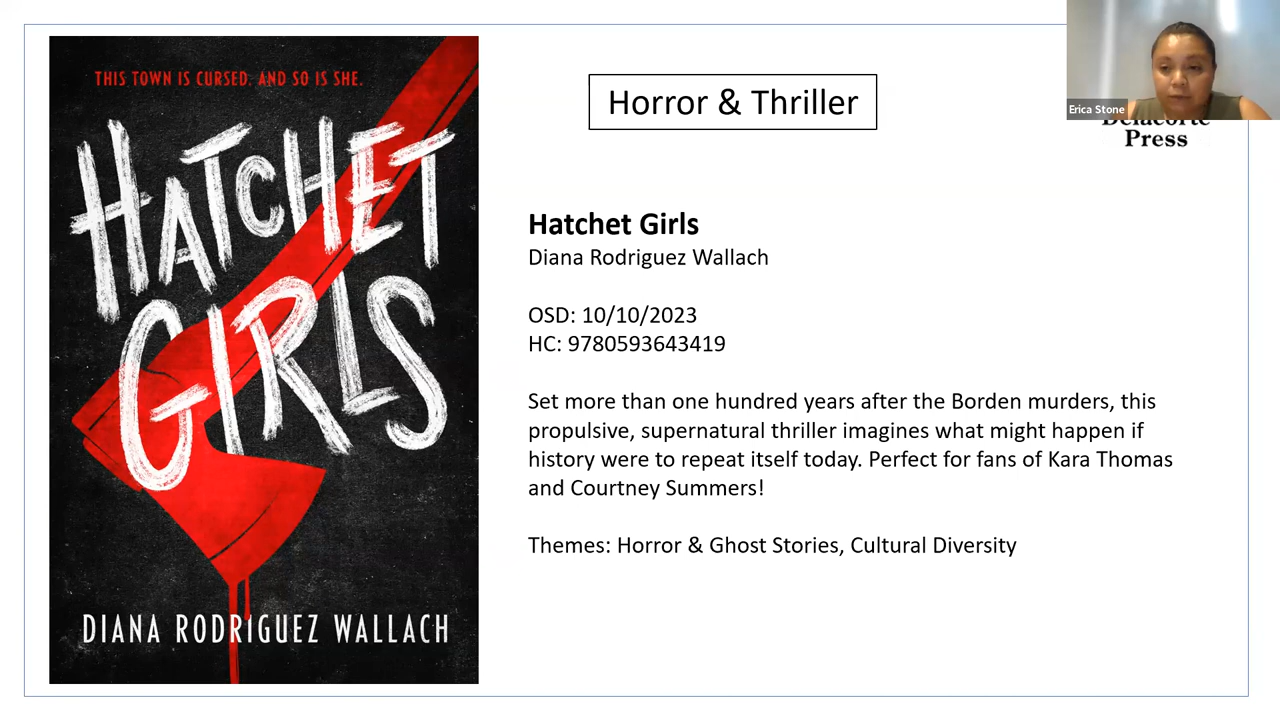 THIS TOWN IS CURSED. AND SO IS SHE.
HATCHET
GIRLS
DIANA RODRIGUEZ WALLACH
Horror & Thriller
Erica Stone
Delacorte
Press
Hatchet Girls
Diana Rodriguez Wallach
OSD: 10/10/2023
HC: 9780593643419
Set more than one hundred years after the Borden murders, this
propulsive, supernatural thriller imagines what might happen if
history were to repeat itself today. Perfect for fans of Kara Thomas
and Courtney Summers!
Themes: Horror & Ghost Stories, Cultural Diversity